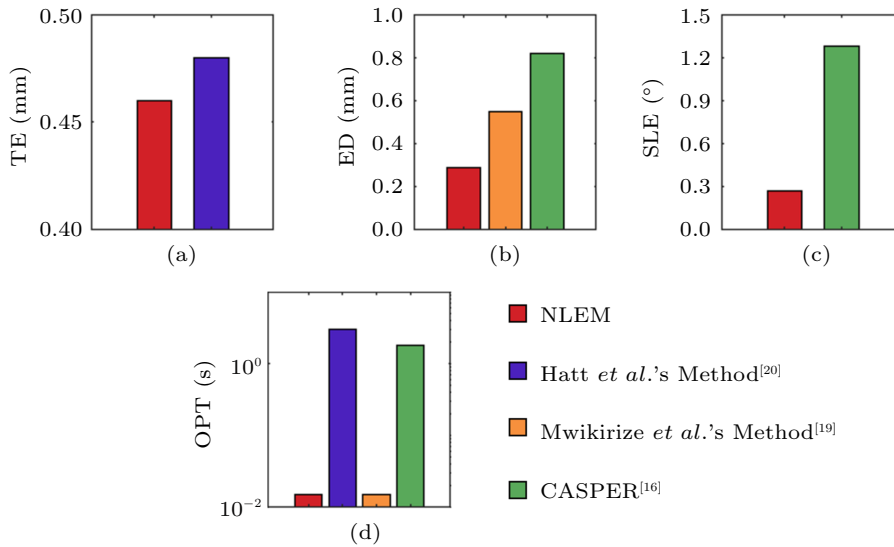 0.50
0.45
0.40
TE (mm)
(a)
1.0
0.8
0.6
0.4
0.2
0.0
ED (mm)
(b)
1.5
1.2
0.9
0.6
0.3
0.0
SLE (°)
(c)
10⁰
10⁻²
OPT (s)
(d)
NLEM
Hatt et al.'s Method[20]
Mwikirize et al.'s Method[19]
CASPER[16]